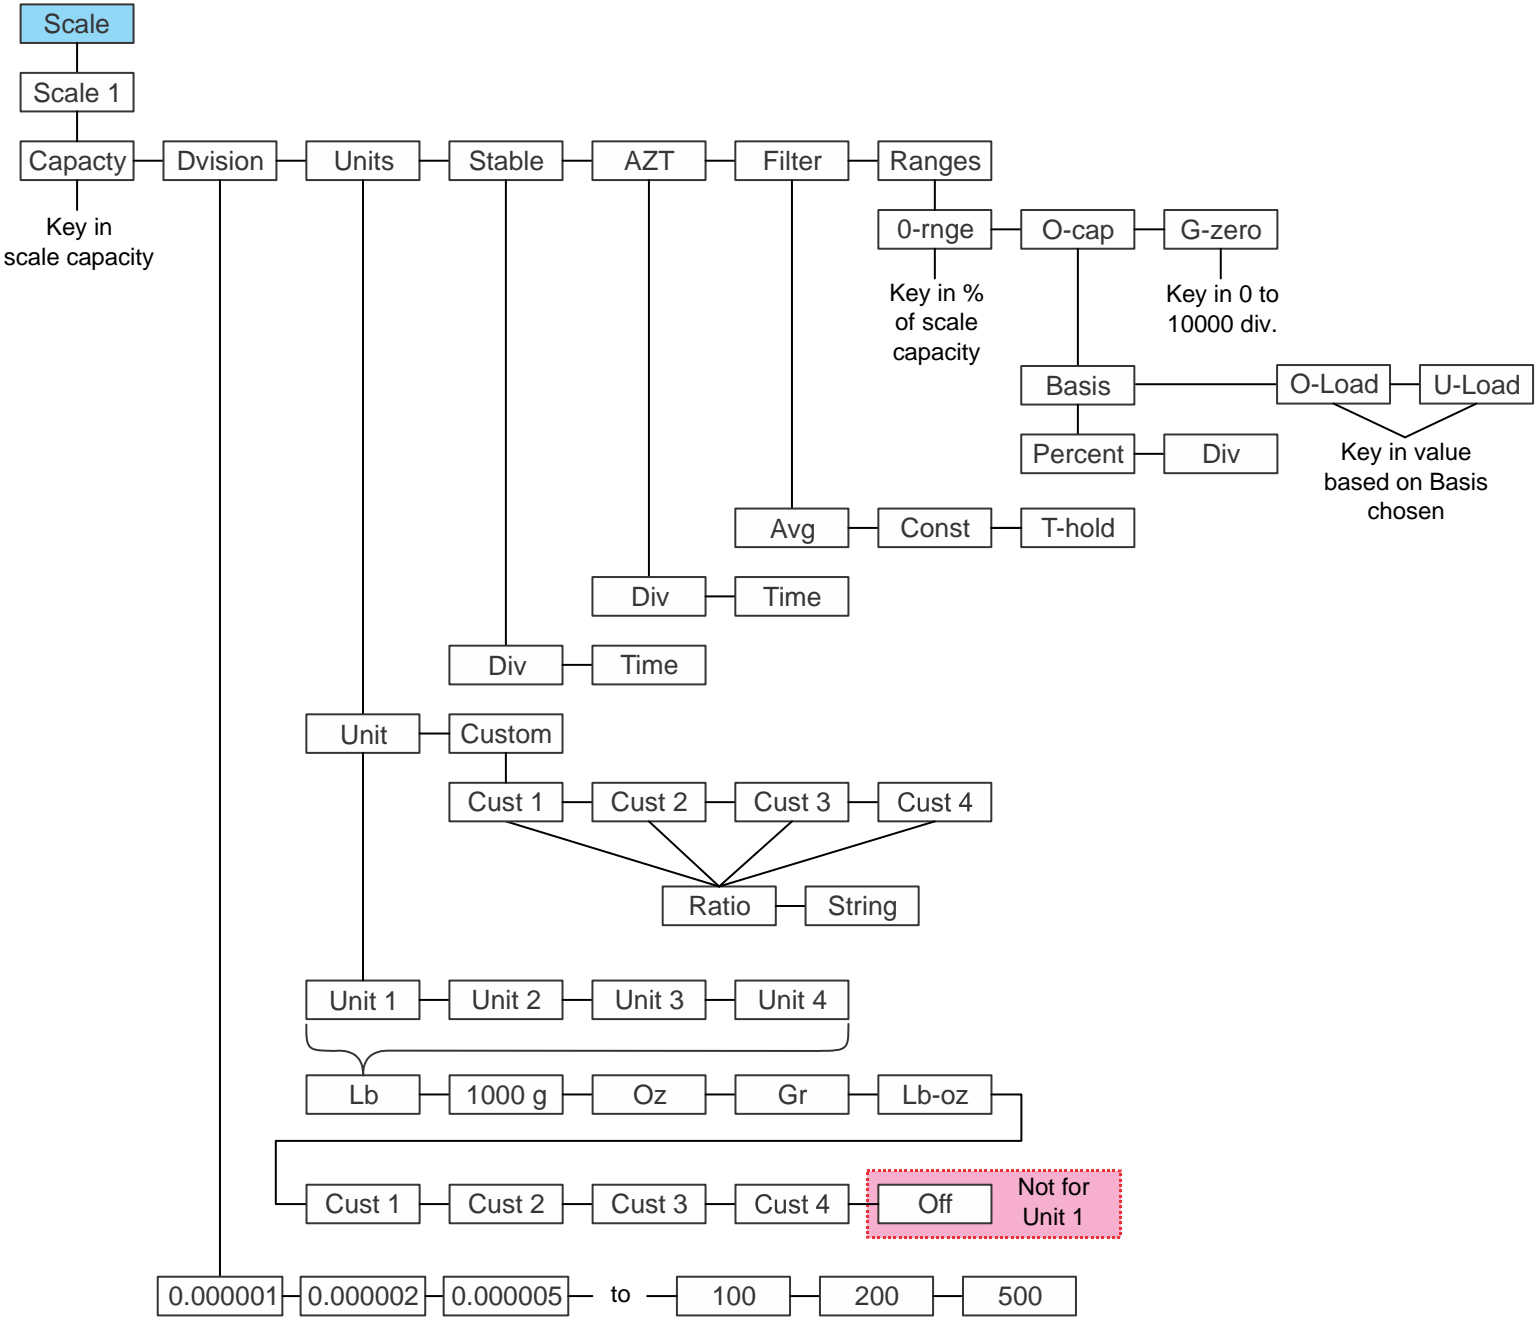 Scale
Scale 1
Capacty Dvision Units Stable AZT Filter Ranges
Key in
scale capacity
0-rnge O-cap G-zero
Key in %
of scale
capacity
Key in 0 to
10000 div.
Basis O-Load U-Load
Percent Div
Key in value
based on Basis
chosen
Avg Const T-hold
Div Time
Div Time
Unit Custom
Cust 1 Cust 2 Cust 3 Cust 4
Ratio String
Unit 1 Unit 2 Unit 3 Unit 4
Lb 1000 g Oz Gr Lb-oz
Cust 1 Cust 2 Cust 3 Cust 4 Off
Not for
Unit 1
0.000001 0.000002 0.000005 to 100 200 500